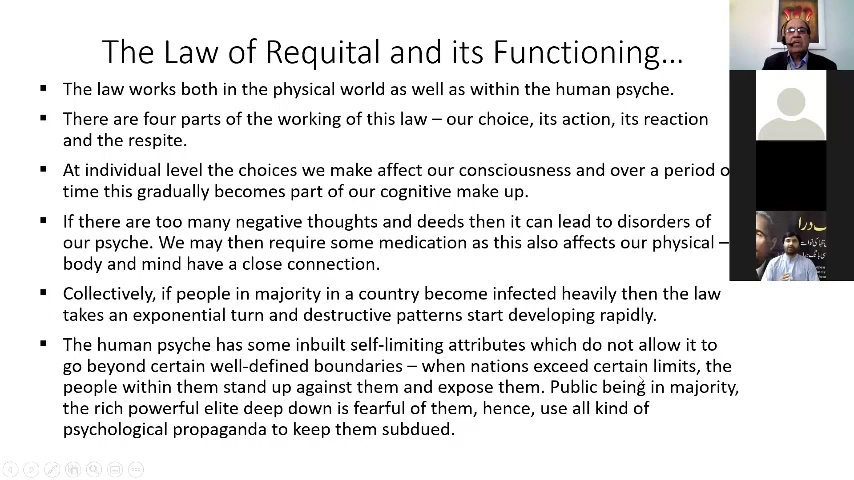 The Law of Requital and its Functioning...
▪ The law works both in the physical world as well as within the human psyche.
▪ There are four parts of the working of this law – our choice, its action, its reaction
and the respite.
▪ At individual level the choices we make affect our consciousness and over a period o
time this gradually becomes part of our cognitive make up.
▪ If there are too many negative thoughts and deeds then it can lead to disorders of
our psyche. We may then require some medication as this also affects our physical –
body and mind have a close connection.
▪ Collectively, if people in majority in a country become infected heavily then the law
takes an exponential turn and destructive patterns start developing rapidly.
▪ The human psyche has some inbuilt self-limiting attributes which do not allow it to
go beyond certain well-defined boundaries – when nations exceed certain limits, the
people within them stand up against them and expose them. Public being in majority,
the rich powerful elite deep down is fearful of them, hence, use all kind of
psychological propaganda to keep them subdued.